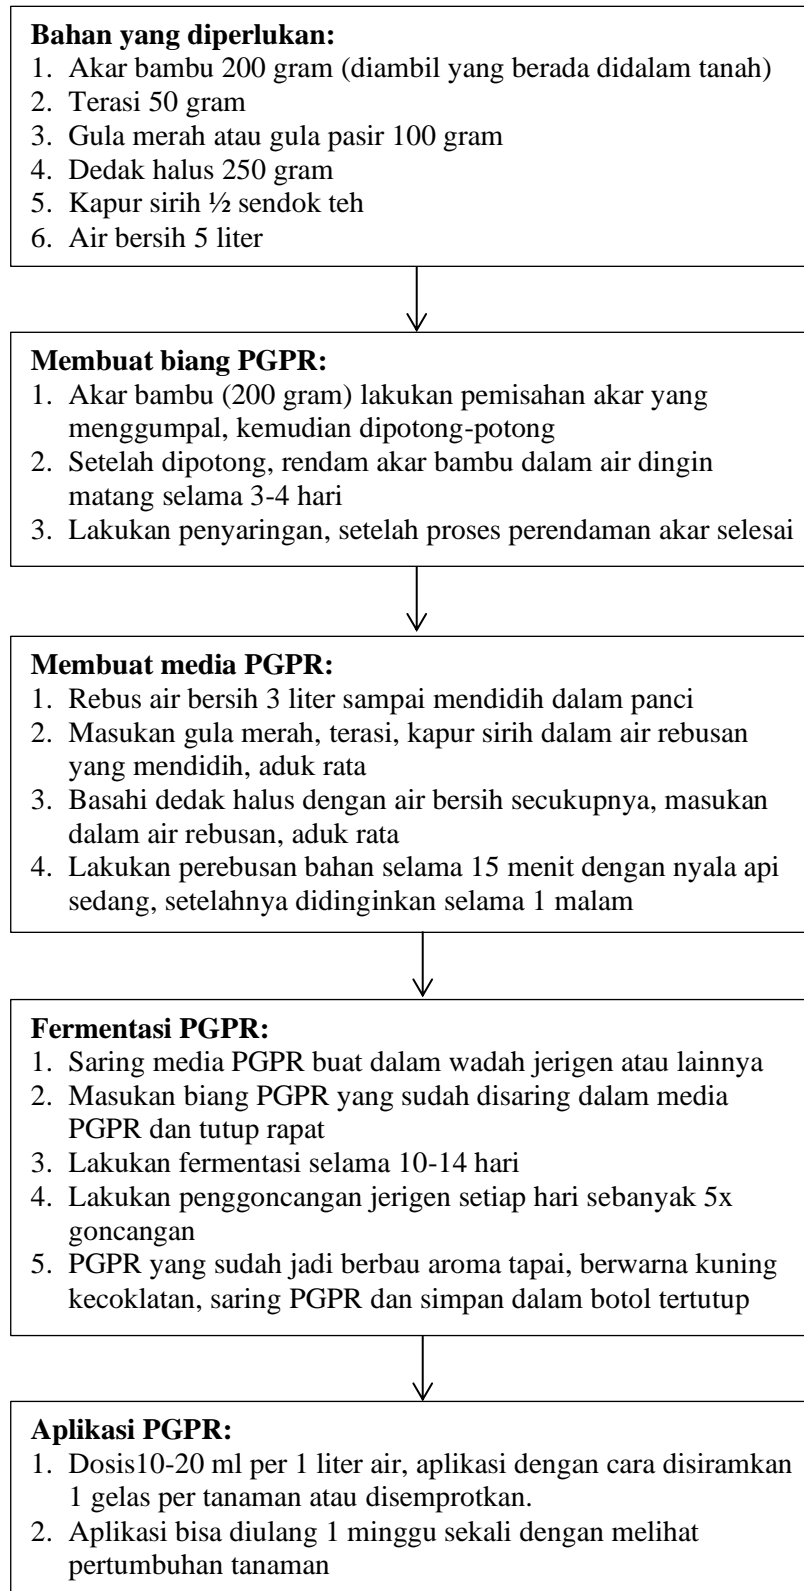 Bahan yang diperlukan:
1. Akar bambu 200 gram (diambil yang berada didalam tanah)
2. Terasi 50 gram
3. Gula merah atau gula pasir 100 gram
4. Dedak halus 250 gram
5. Kapur sirih ½ sendok teh
6. Air bersih 5 liter
Membuat biang PGPR:
1. Akar bambu (200 gram) lakukan pemisahan akar yang
menggumpal, kemudian dipotong-potong
2. Setelah dipotong, rendam akar bambu dalam air dingin
matang selama 3-4 hari
3. Lakukan penyaringan, setelah proses perendaman akar selesai
Membuat media PGPR:
1. Rebus air bersih 3 liter sampai mendidih dalam panci
2. Masukan gula merah, terasi, kapur sirih dalam air rebusan
yang mendidih, aduk rata
3. Basahi dedak halus dengan air bersih secukupnya, masukan
dalam air rebusan, aduk rata
4. Lakukan perebusan bahan selama 15 menit dengan nyala api
sedang, setelahnya didinginkan selama 1 malam
Fermentasi PGPR:
1. Saring media PGPR buat dalam wadah jerigen atau lainnya
2. Masukan biang PGPR yang sudah disaring dalam media
PGPR dan tutup rapat
3. Lakukan fermentasi selama 10-14 hari
4. Lakukan penggoncangan jerigen setiap hari sebanyak 5x
goncangan
5. PGPR yang sudah jadi berbau aroma tapai, berwarna kuning
kecoklatan, saring PGPR dan simpan dalam botol tertutup
Aplikasi PGPR:
1. Dosis10-20 ml per 1 liter air, aplikasi dengan cara disiramkan
1 gelas per tanaman atau disemprotkan.
2. Aplikasi bisa diulang 1 minggu sekali dengan melihat
pertumbuhan tanaman